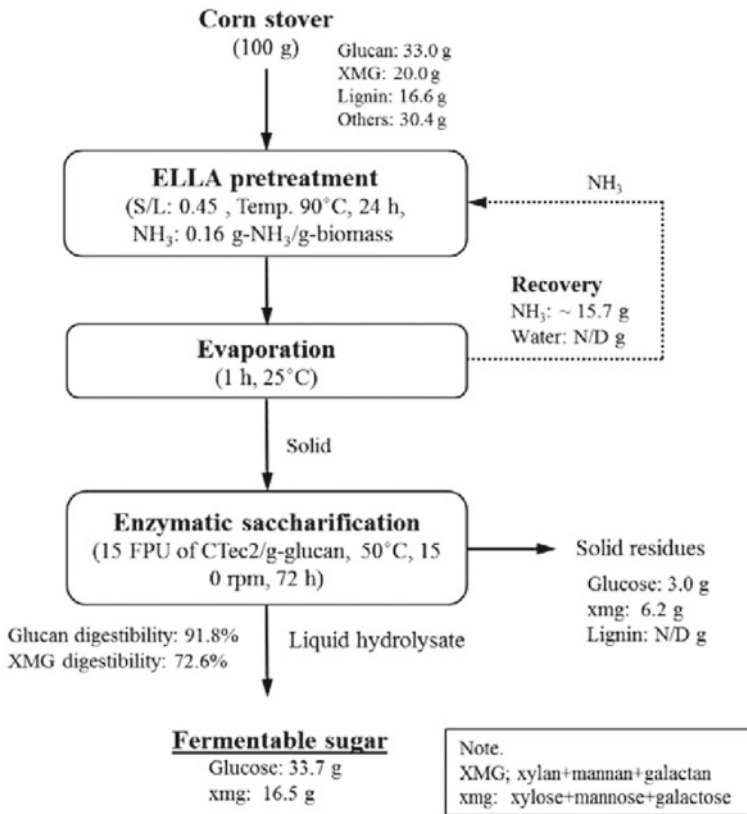 Corn stover
(100 g)
Glucan: 33.0 g
XMG: 20.0 g
Lignin: 16.6 g
Others: 30.4 g
ELLA pretreatment
(S/L: 0.45 , Temp. 90°C, 24 h,
NH₃: 0.16 g-NH₃/g-biomass
NH₃
Recovery
NH₃: ~ 15.7 g
Water: N/D g
Evaporation
(1 h, 25°C)
Solid
Enzymatic saccharification
(15 FPU of CTec2/g-glucan, 50°C, 15
0 rpm, 72 h)
Solid residues
Glucose: 3.0 g
xmg: 6.2 g
Lignin: N/D g
Glucan digestibility: 91.8%
XMG digestibility: 72.6%
Liquid hydrolysate
Fermentable sugar
Glucose: 33.7 g
xmg: 16.5 g
Note.
XMG; xylan+mannan+galactan
xmg: xylose+mannose+galactose